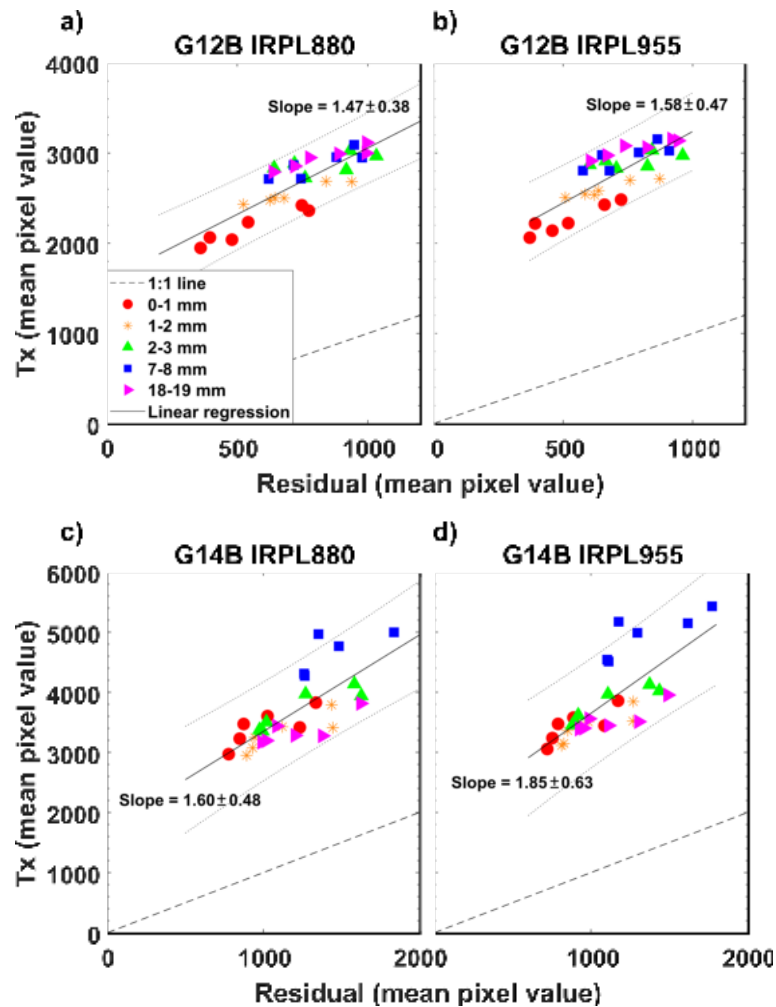 a)
G12B IRPL880
b)
G12B IRPL955
4000
3000
2000
1000
0
Tx (mean pixel value)
Slope = 1.47±0.38
Slope = 1.58±0.47
1:1 line
0-1 mm
1-2 mm
2-3 mm
7-8 mm
18-19 mm
Linear regression
0
500
1000
0
500
1000
Residual (mean pixel value)
c)
G14B IRPL880
d)
G14B IRPL955
6000
5000
4000
3000
2000
1000
0
Tx (mean pixel value)
Slope = 1.60±0.48
Slope = 1.85±0.63
0
1000
2000
0
1000
2000
Residual (mean pixel value)